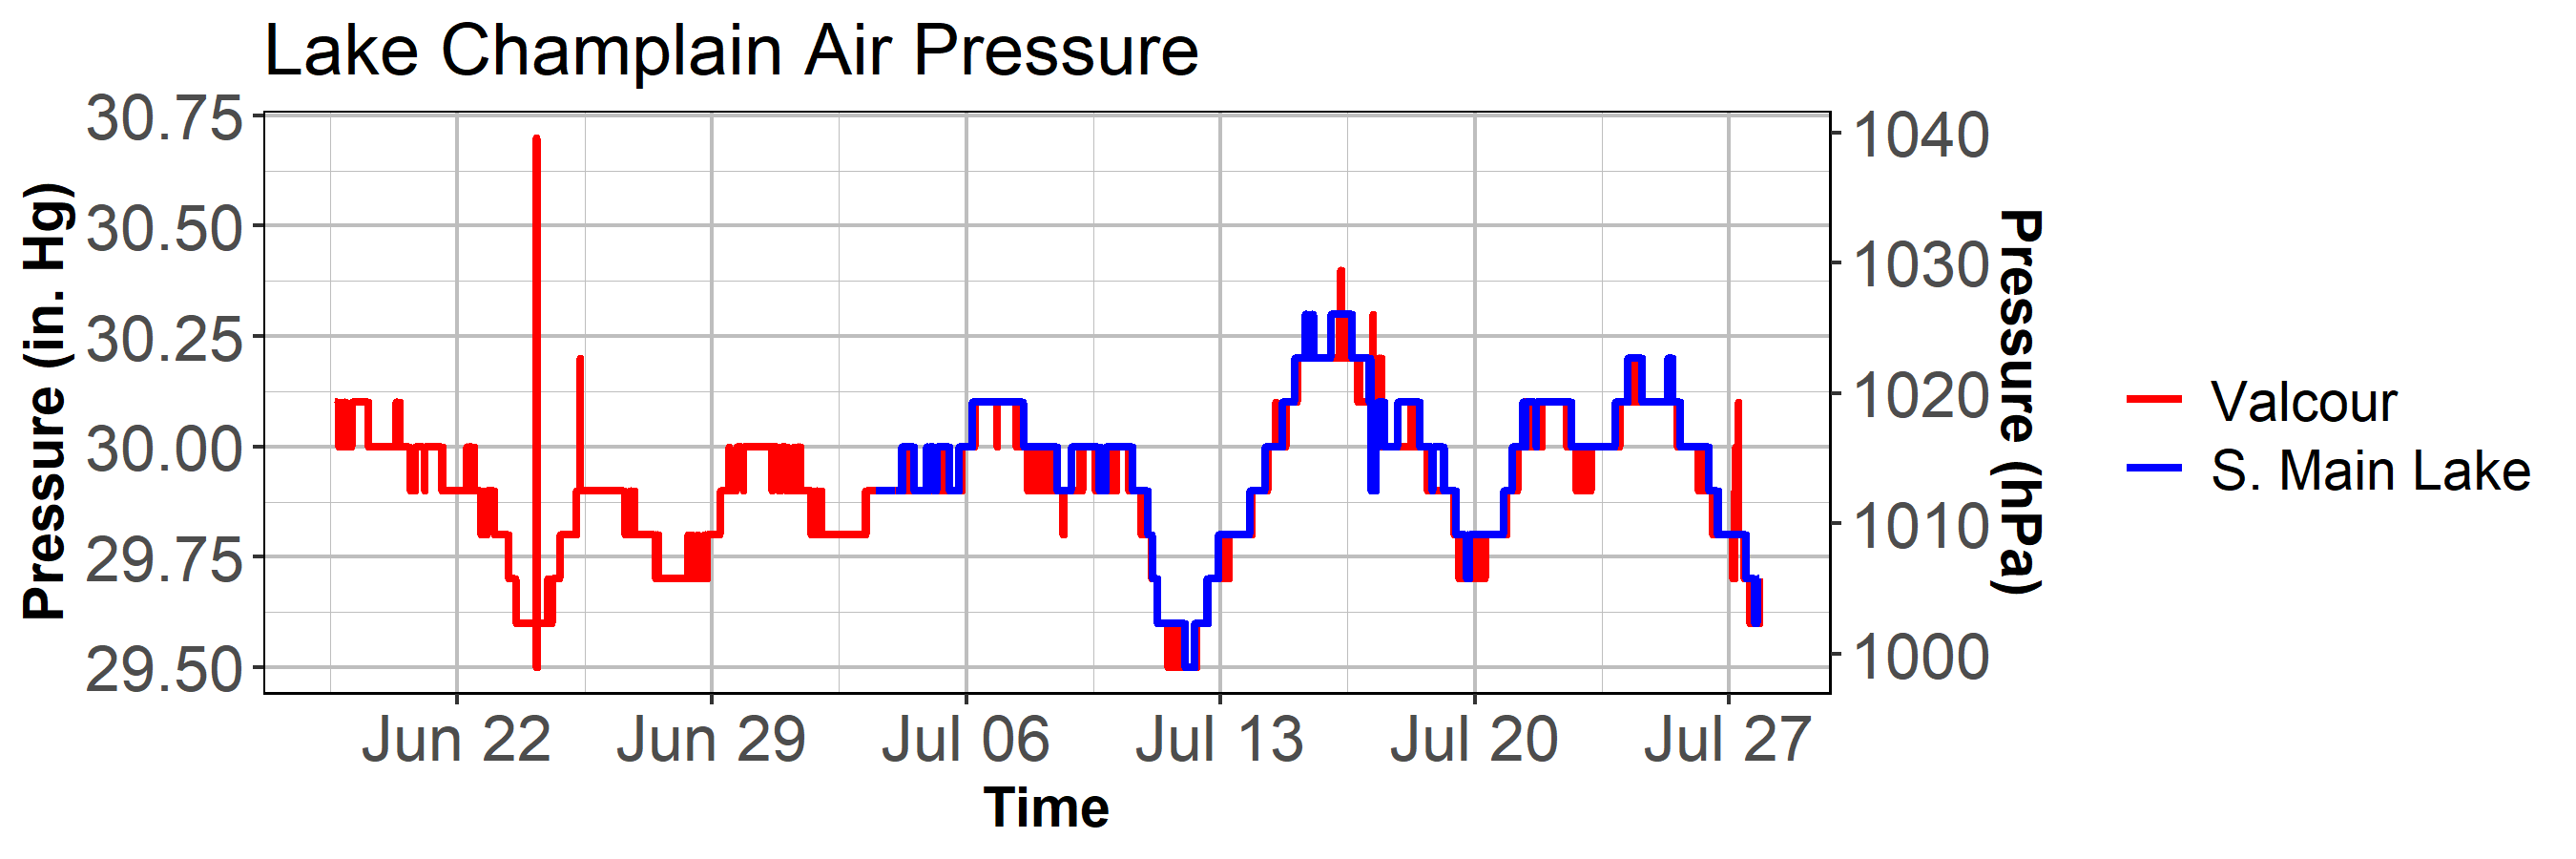 Lake Champlain Air Pressure
Pressure (in. Hg)
30.75
30.50
30.25
30.00
29.75
29.50
1040
1030
1020
1010
1000
Pressure (hPa)
Jun 22
Jun 29
Jul 06
Jul 13
Jul 20
Jul 27
Time
Valcour
S. Main Lake